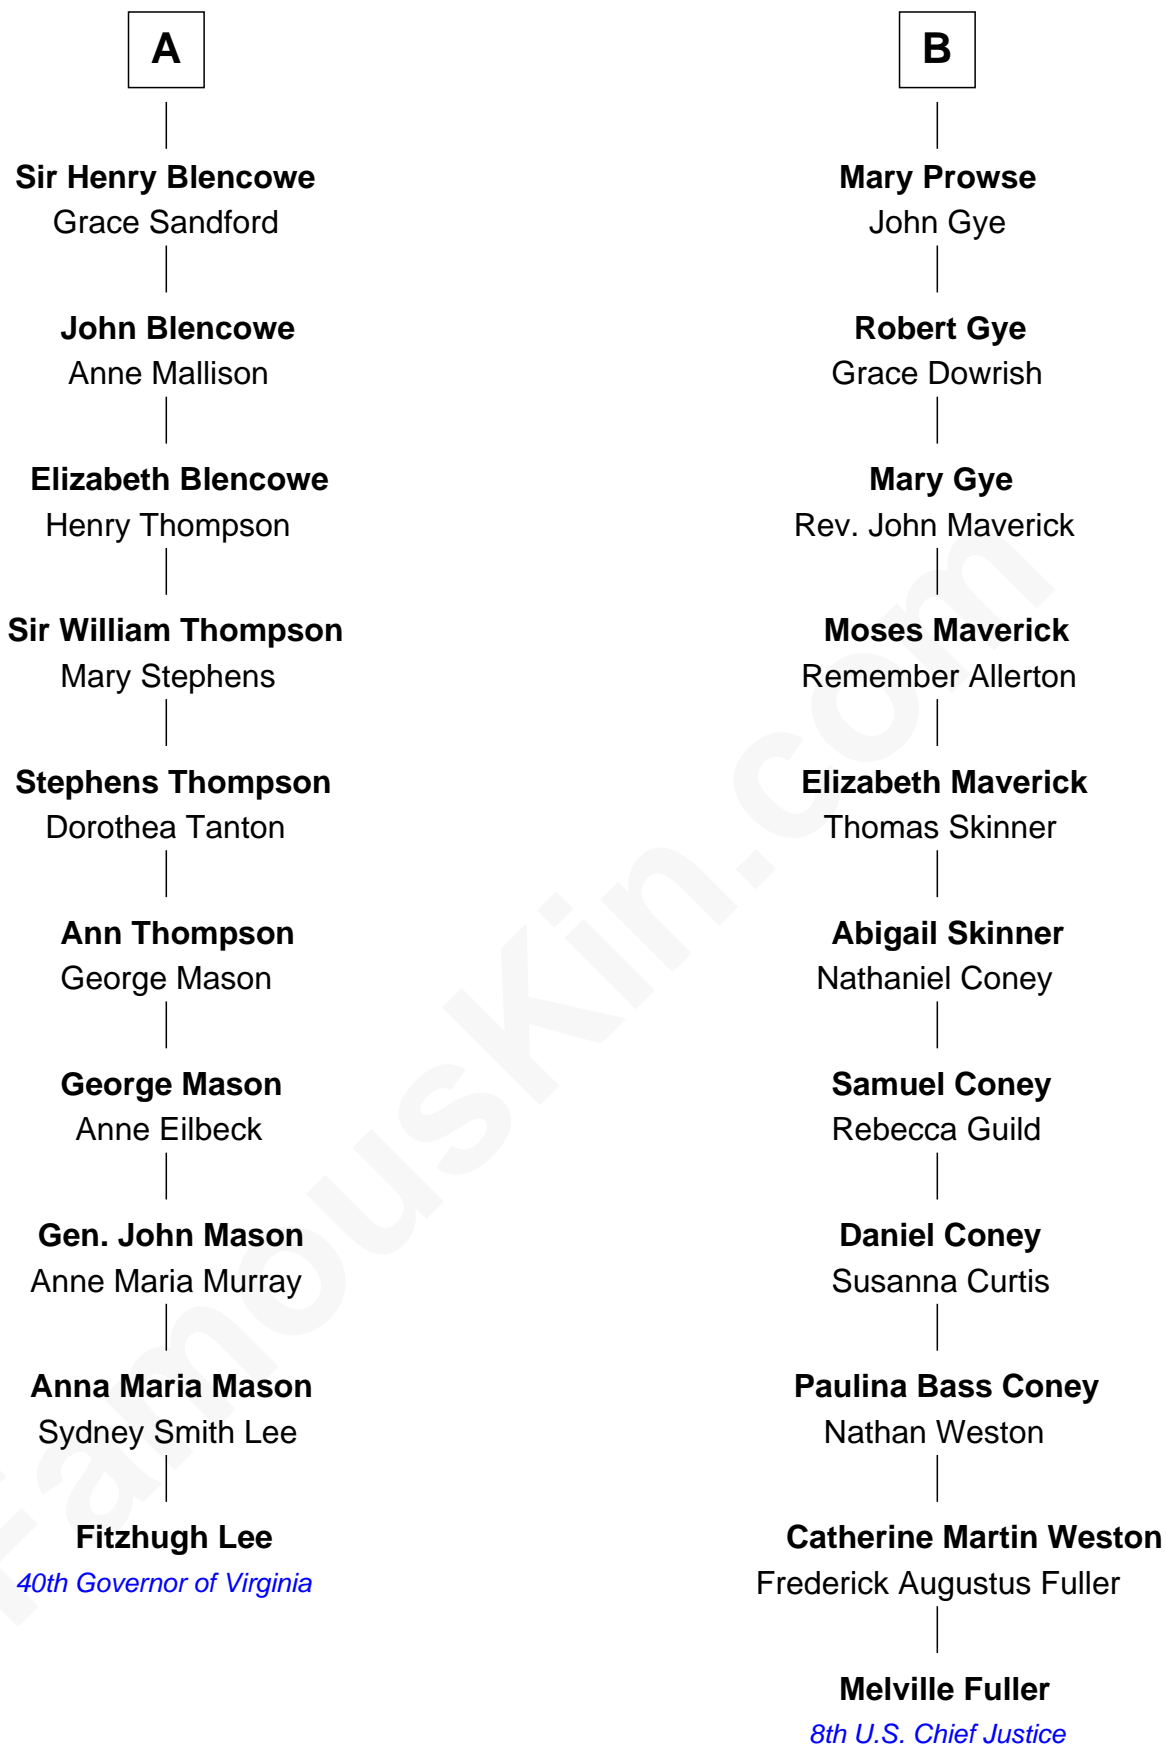 A
Sir Henry Blencowe
Grace Sandford
John Blencowe
Anne Mallison
Elizabeth Blencowe
Henry Thompson
Sir William Thompson
Mary Stephens
Stephens Thompson
Dorothea Tanton
Ann Thompson
George Mason
George Mason
Anne Eilbeck
Gen. John Mason
Anne Maria Murray
Anna Maria Mason
Sydney Smith Lee
Fitzhugh Lee
40th Governor of Virginia
B
Mary Prowse
John Gye
Robert Gye
Grace Dowrish
Mary Gye
Rev. John Maverick
Moses Maverick
Remember Allerton
Elizabeth Maverick
Thomas Skinner
Abigail Skinner
Nathaniel Coney
Samuel Coney
Rebecca Guild
Daniel Coney
Susanna Curtis
Paulina Bass Coney
Nathan Weston
Catherine Martin Weston
Frederick Augustus Fuller
Melville Fuller
8th U.S. Chief Justice
FamousKin.com